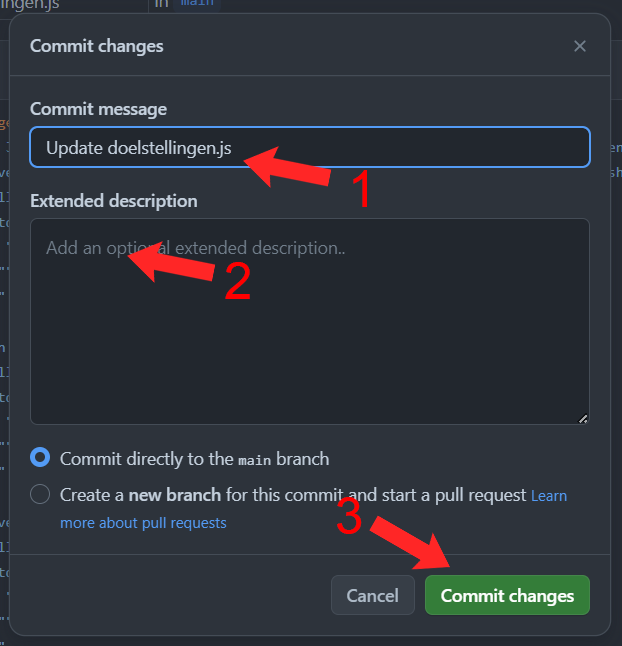 ingen.js in main
Commit changes
Commit message
Update doelstellingen.js
1
Extended description
Add an optional extended description..
2
Commit directly to the main branch
Create a new branch for this commit and start a pull request Learn
more about pull requests
3
Cancel
Commit changes